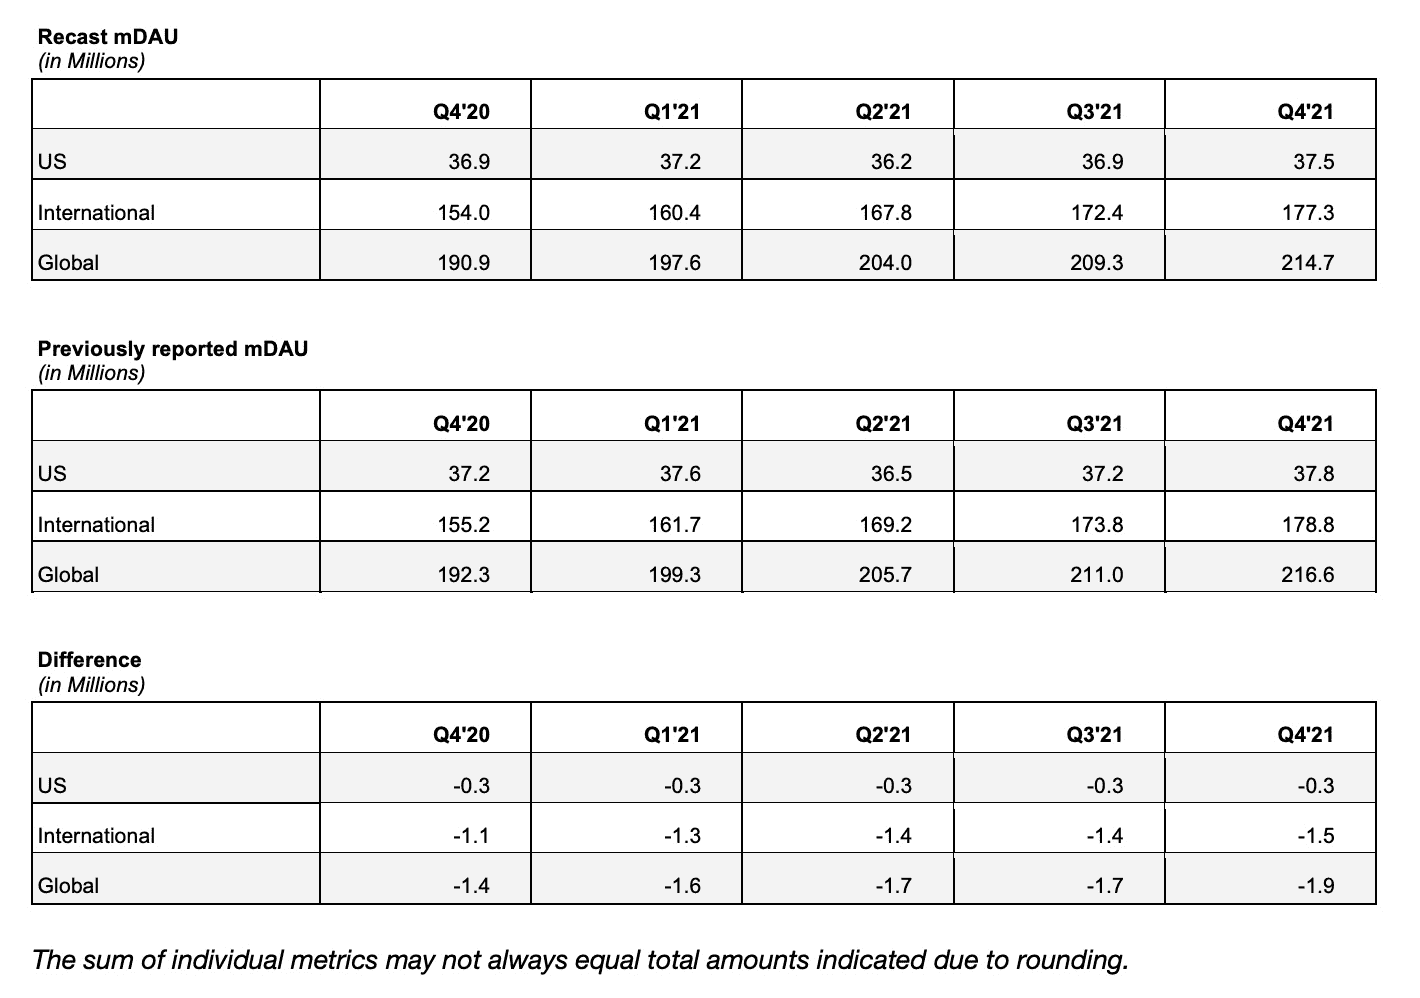 Recast mDAU
(in Millions)
Q4'20 Q1'21 Q2'21 Q3'21 Q4'21
US 36.9 37.2 36.2 36.9 37.5
International 154.0 160.4 167.8 172.4 177.3
Global 190.9 197.6 204.0 209.3 214.7
Previously reported mDAU
(in Millions)
Q4'20 Q1'21 Q2'21 Q3'21 Q4'21
US 37.2 37.6 36.5 37.2 37.8
International 155.2 161.7 169.2 173.8 178.8
Global 192.3 199.3 205.7 211.0 216.6
Difference
(in Millions)
Q4'20 Q1'21 Q2'21 Q3'21 Q4'21
US -0.3 -0.3 -0.3 -0.3 -0.3
International -1.1 -1.3 -1.4 -1.4 -1.5
Global -1.4 -1.6 -1.7 -1.7 -1.9
The sum of individual metrics may not always equal total amounts indicated due to rounding.